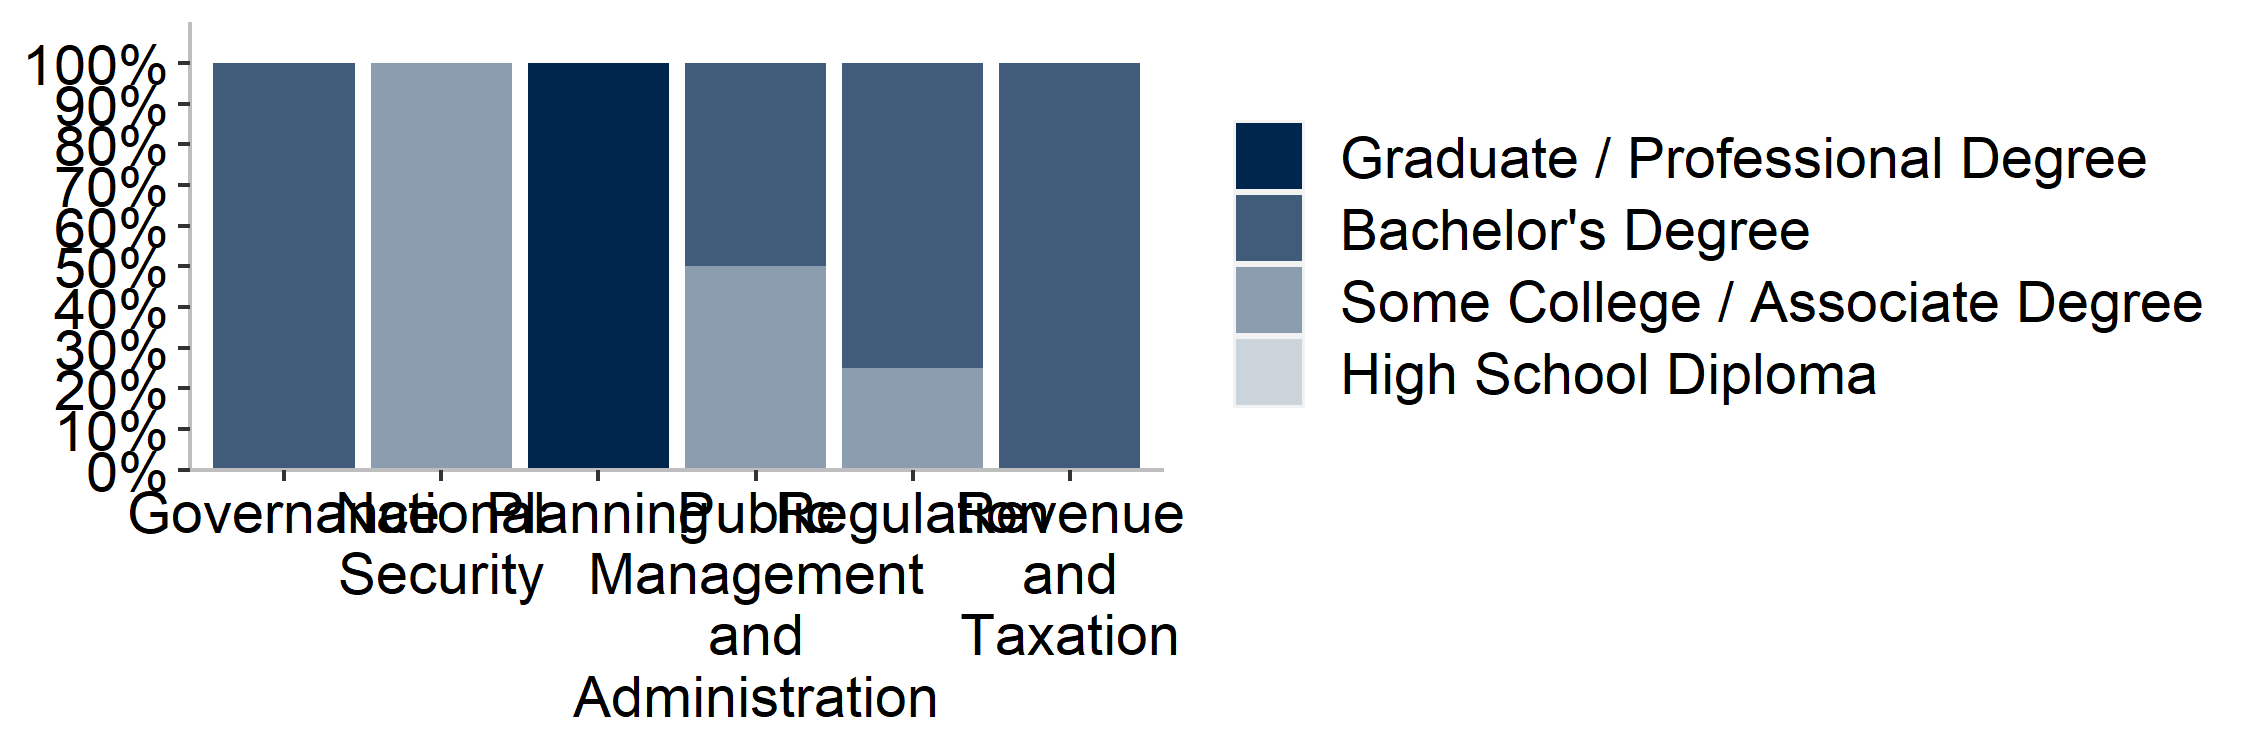 100%
90%
80%
70%
60%
50%
40%
30%
20%
10%
0%
Governance
National
Security
Planning
Public
Management
and
Administration
Regulation
Revenue
and
Taxation
Graduate / Professional Degree
Bachelor's Degree
Some College / Associate Degree
High School Diploma